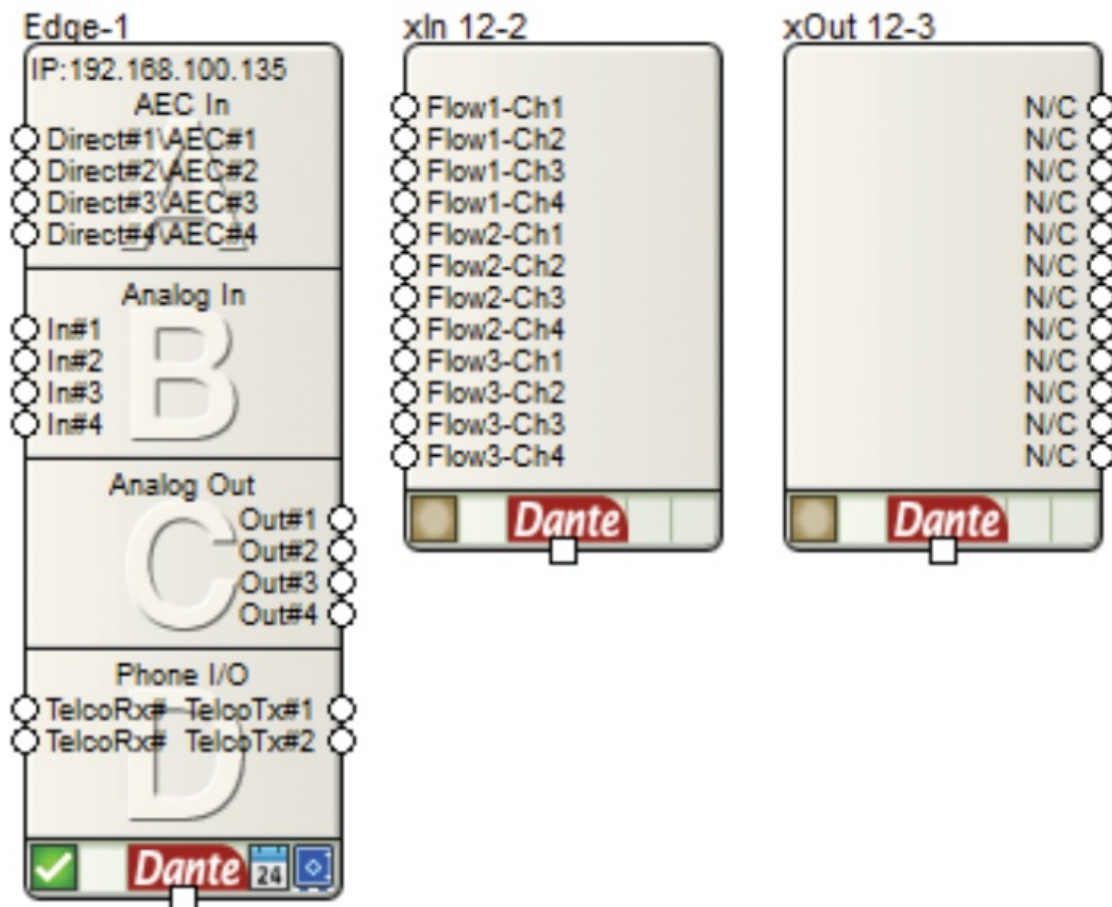 Edge-1
IP:192.168.100.135
AEC In
A
Direct#1\AEC#1
Direct#2\AEC#2
Direct#3\AEC#3
Direct#4\AEC#4
Analog In
B
In#1
In#2
In#3
In#4
Analog Out
C
Out#1
Out#2
Out#3
Out#4
Phone I/O
D
TelcoRx# TelcoTx#1
TelcoRx# TelcoTx#2
Dante
24
xIn 12-2
Flow1-Ch1
Flow1-Ch2
Flow1-Ch3
Flow1-Ch4
Flow2-Ch1
Flow2-Ch2
Flow2-Ch3
Flow2-Ch4
Flow3-Ch1
Flow3-Ch2
Flow3-Ch3
Flow3-Ch4
Dante
xOut 12-3
N/C
N/C
N/C
N/C
N/C
N/C
N/C
N/C
N/C
N/C
N/C
N/C
Dante